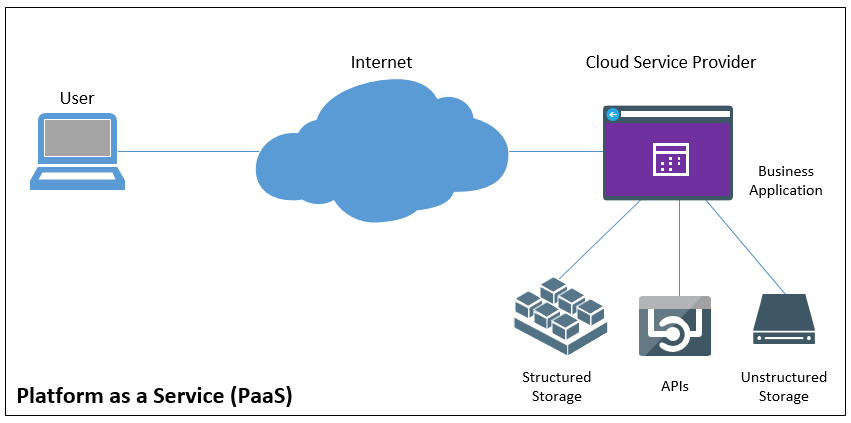 Internet
Cloud Service Provider
User
Business
Application
Structured
Storage
APIs
Unstructured
Storage
Platform as a Service (PaaS)